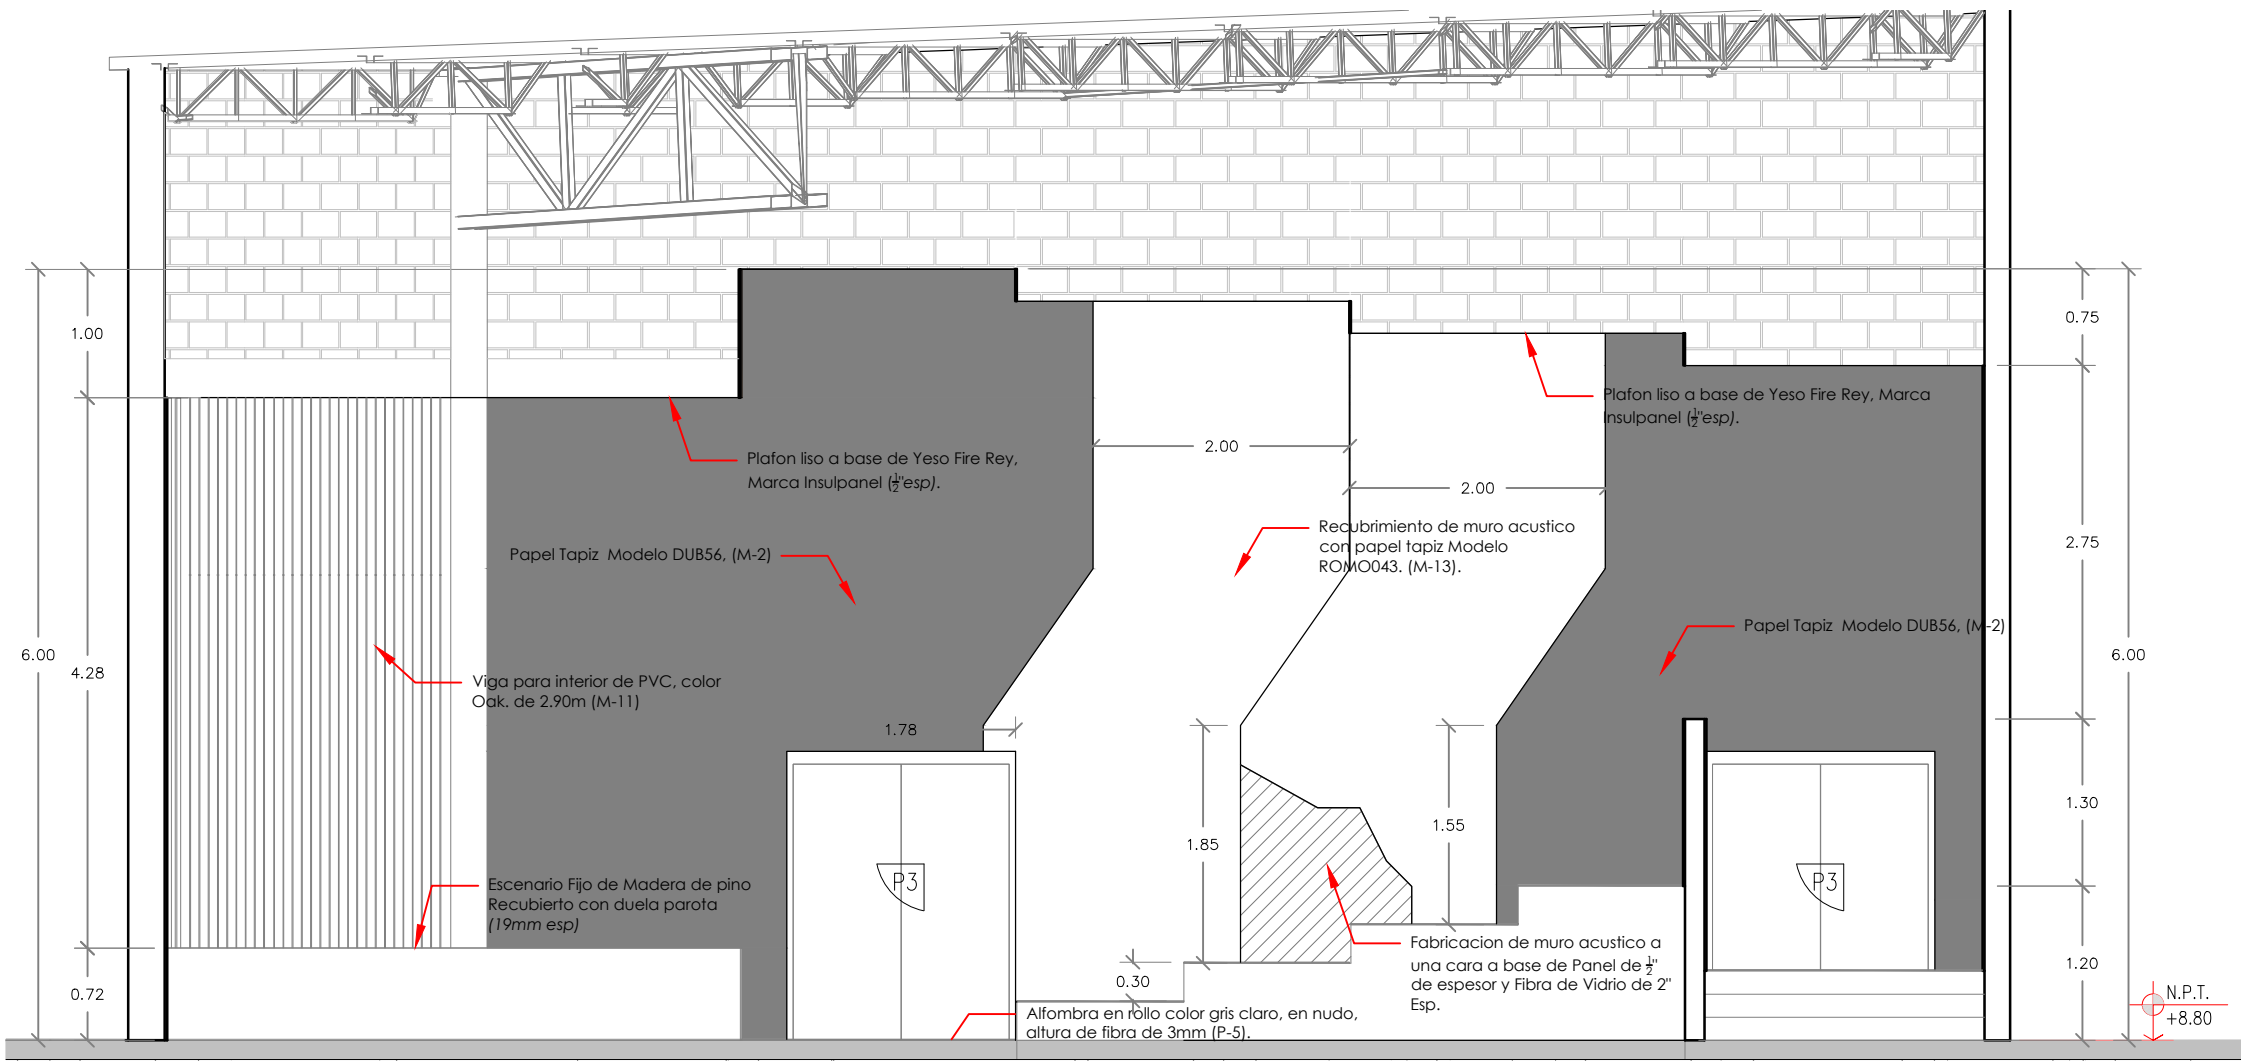 1.00
0.75
Plafon liso a base de Yeso Fire Rey, Marca
Insulpanel (½"esp).
2.00
Plafon liso a base de Yeso Fire Rey,
Marca Insulpanel (½"esp).
2.00
Recubrimiento de muro acustico
con papel tapiz Modelo
ROMO043. (M-13).
2.75
Papel Tapiz  Modelo DUB56, (M-2)
Papel Tapiz  Modelo DUB56, (M-2)
6.00
4.28
6.00
Viga para interior de PVC, color
Oak. de 2.90m (M-11)
1.78
1.30
1.55
1.85
P3
P3
Escenario Fijo de Madera de pino
Recubierto con duela parota
(19mm esp)
Fabricacion de muro acustico a
una cara a base de Panel de ½"
de espesor y Fibra de Vidrio de 2"
Esp.
1.20
0.30
0.72
N.P.T.
+8.80
Alfombra en rollo color gris claro, en nudo,
altura de fibra de 3mm (P-5).